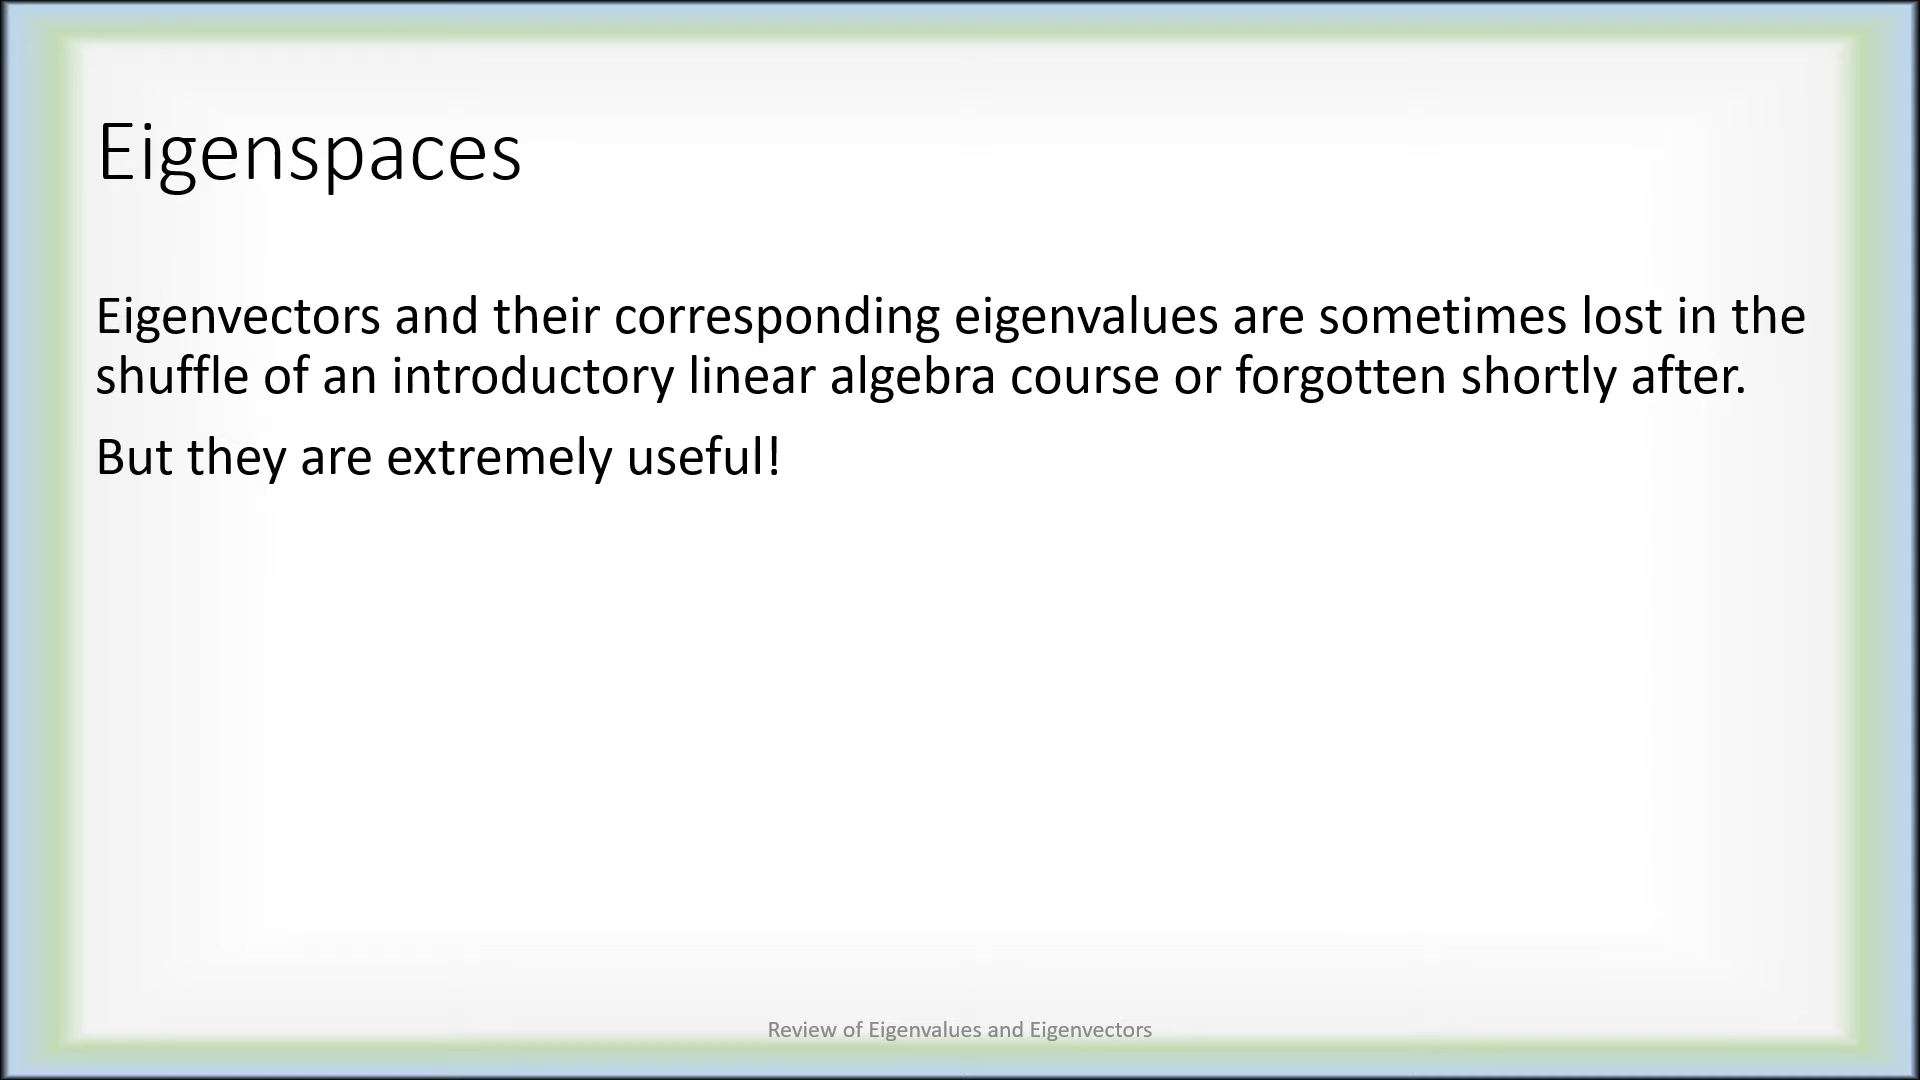 Eigenspaces
Eigenvectors and their corresponding eigenvalues are sometimes lost in the
shuffle of an introductory linear algebra course or forgotten shortly after.
But they are extremely useful!
Review of Eigenvalues and Eigenvectors